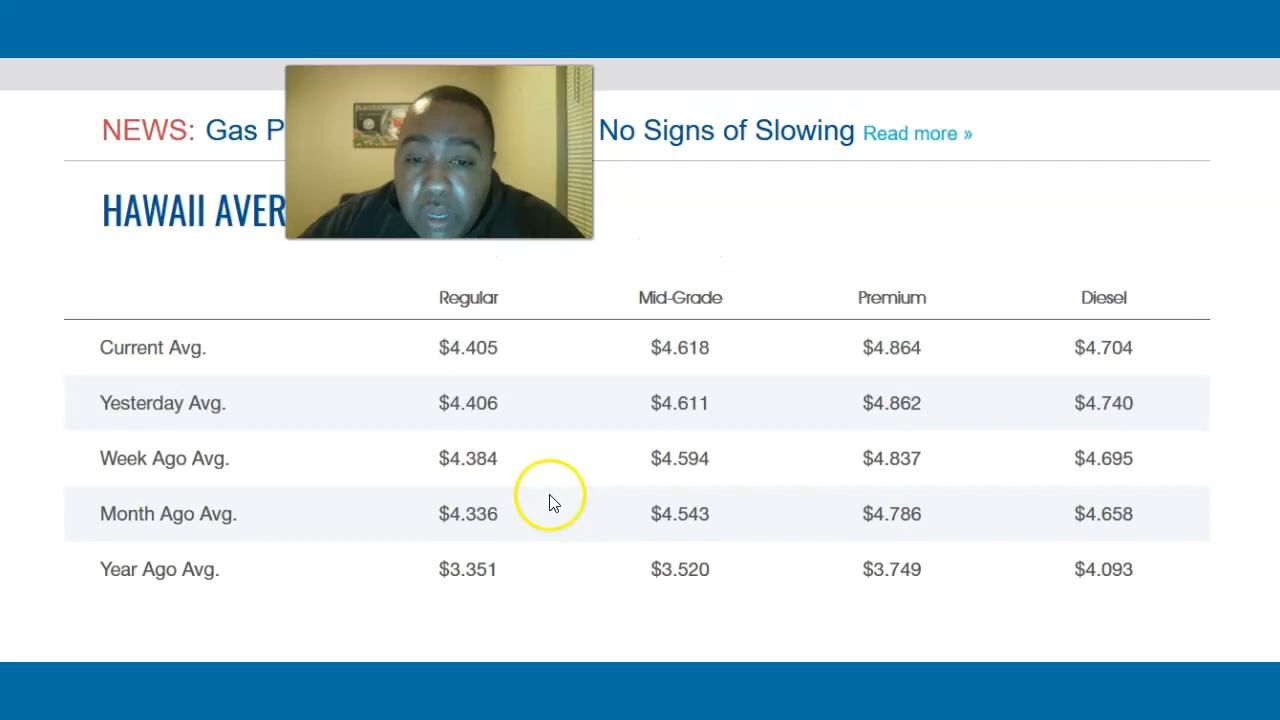 NEWS: Gas P No Signs of Slowing Read more »
HAWAII AVER
Regular Mid-Grade Premium Diesel
Current Avg. $4.405 $4.618 $4.864 $4.704
Yesterday Avg. $4.406 $4.611 $4.862 $4.740
Week Ago Avg. $4.384 $4.594 $4.837 $4.695
Month Ago Avg. $4.336 $4.543 $4.786 $4.658
Year Ago Avg. $3.351 $3.520 $3.749 $4.093